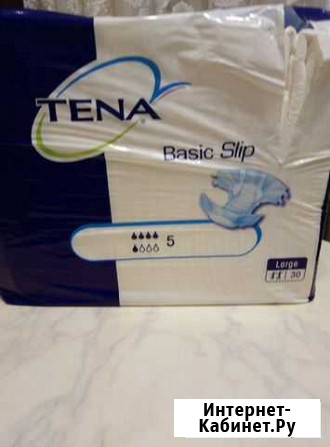 TENA
Basic Slip
5
Large
30
Интернет-
Кабинет.Ру